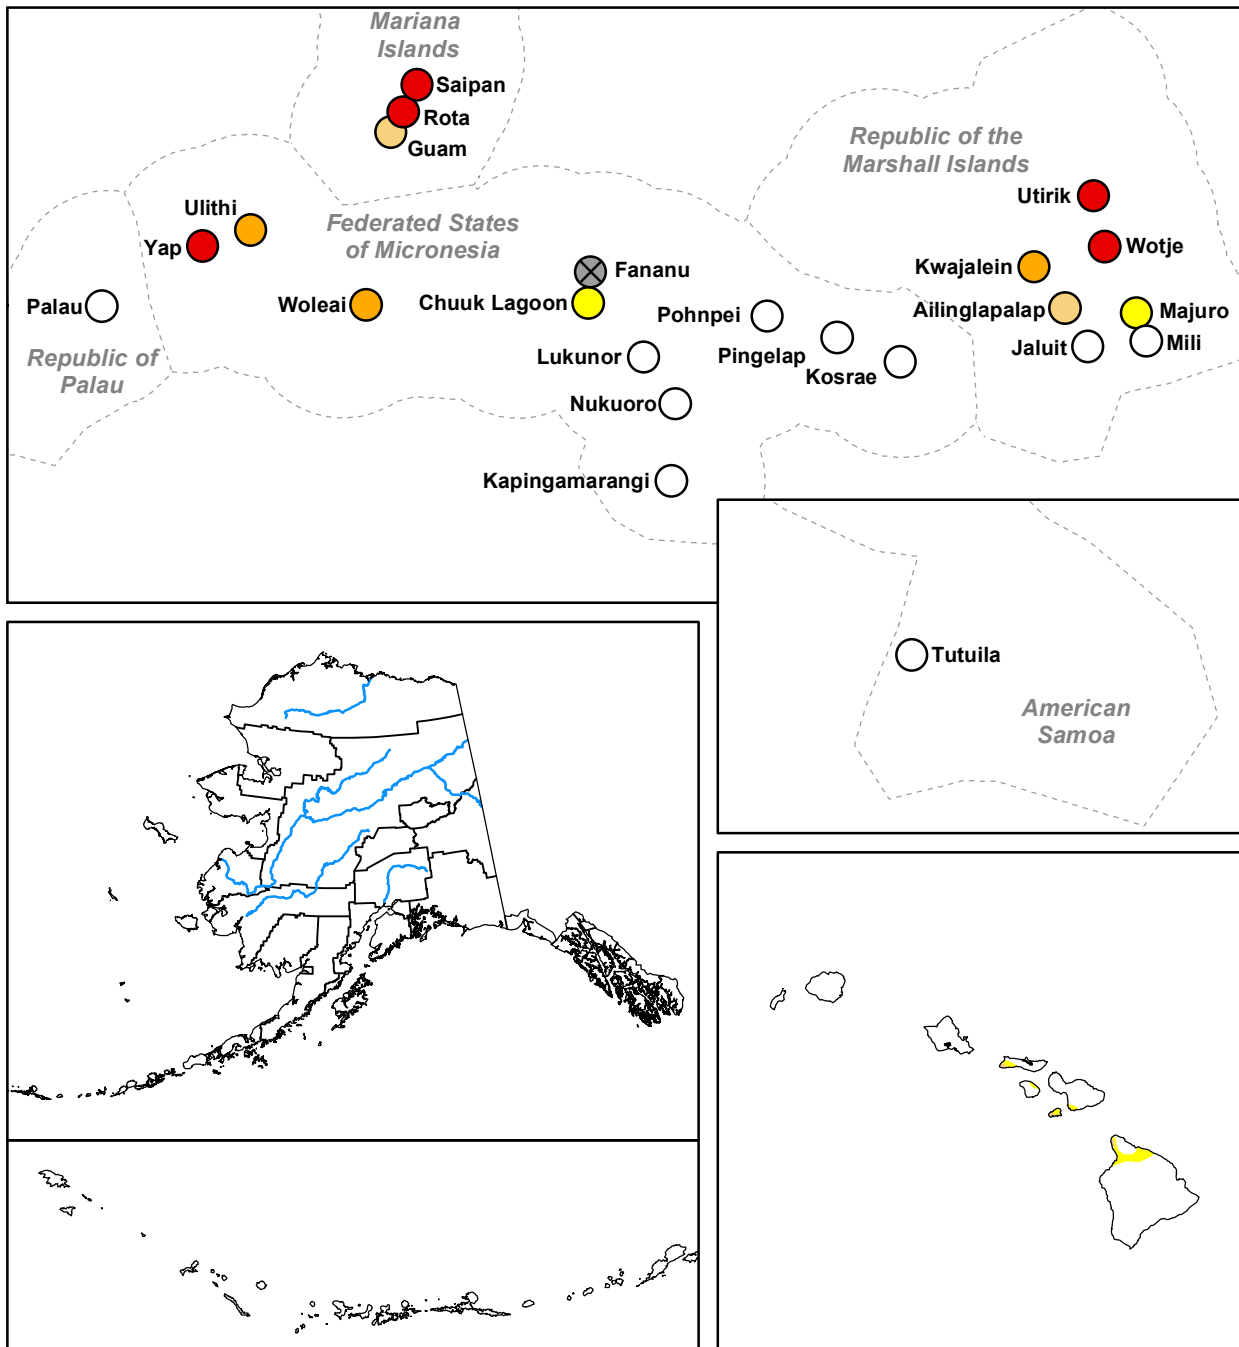 Mariana
Islands
Saipan
Rota
Guam
Republic of the
Marshall Islands
Utirik
Ulithi
Federated States
of Micronesia
Yap
Wotje
Kwajalein
Fananu
Palau
Woleai
Chuuk Lagoon
Pohnpei
Ailinglapalap
Majuro
Republic of
Palau
Lukunor
Pingelap
Kosrae
Jaluit
Mili
Nukuoro
Kapingamarangi
Tutuila
American
Samoa